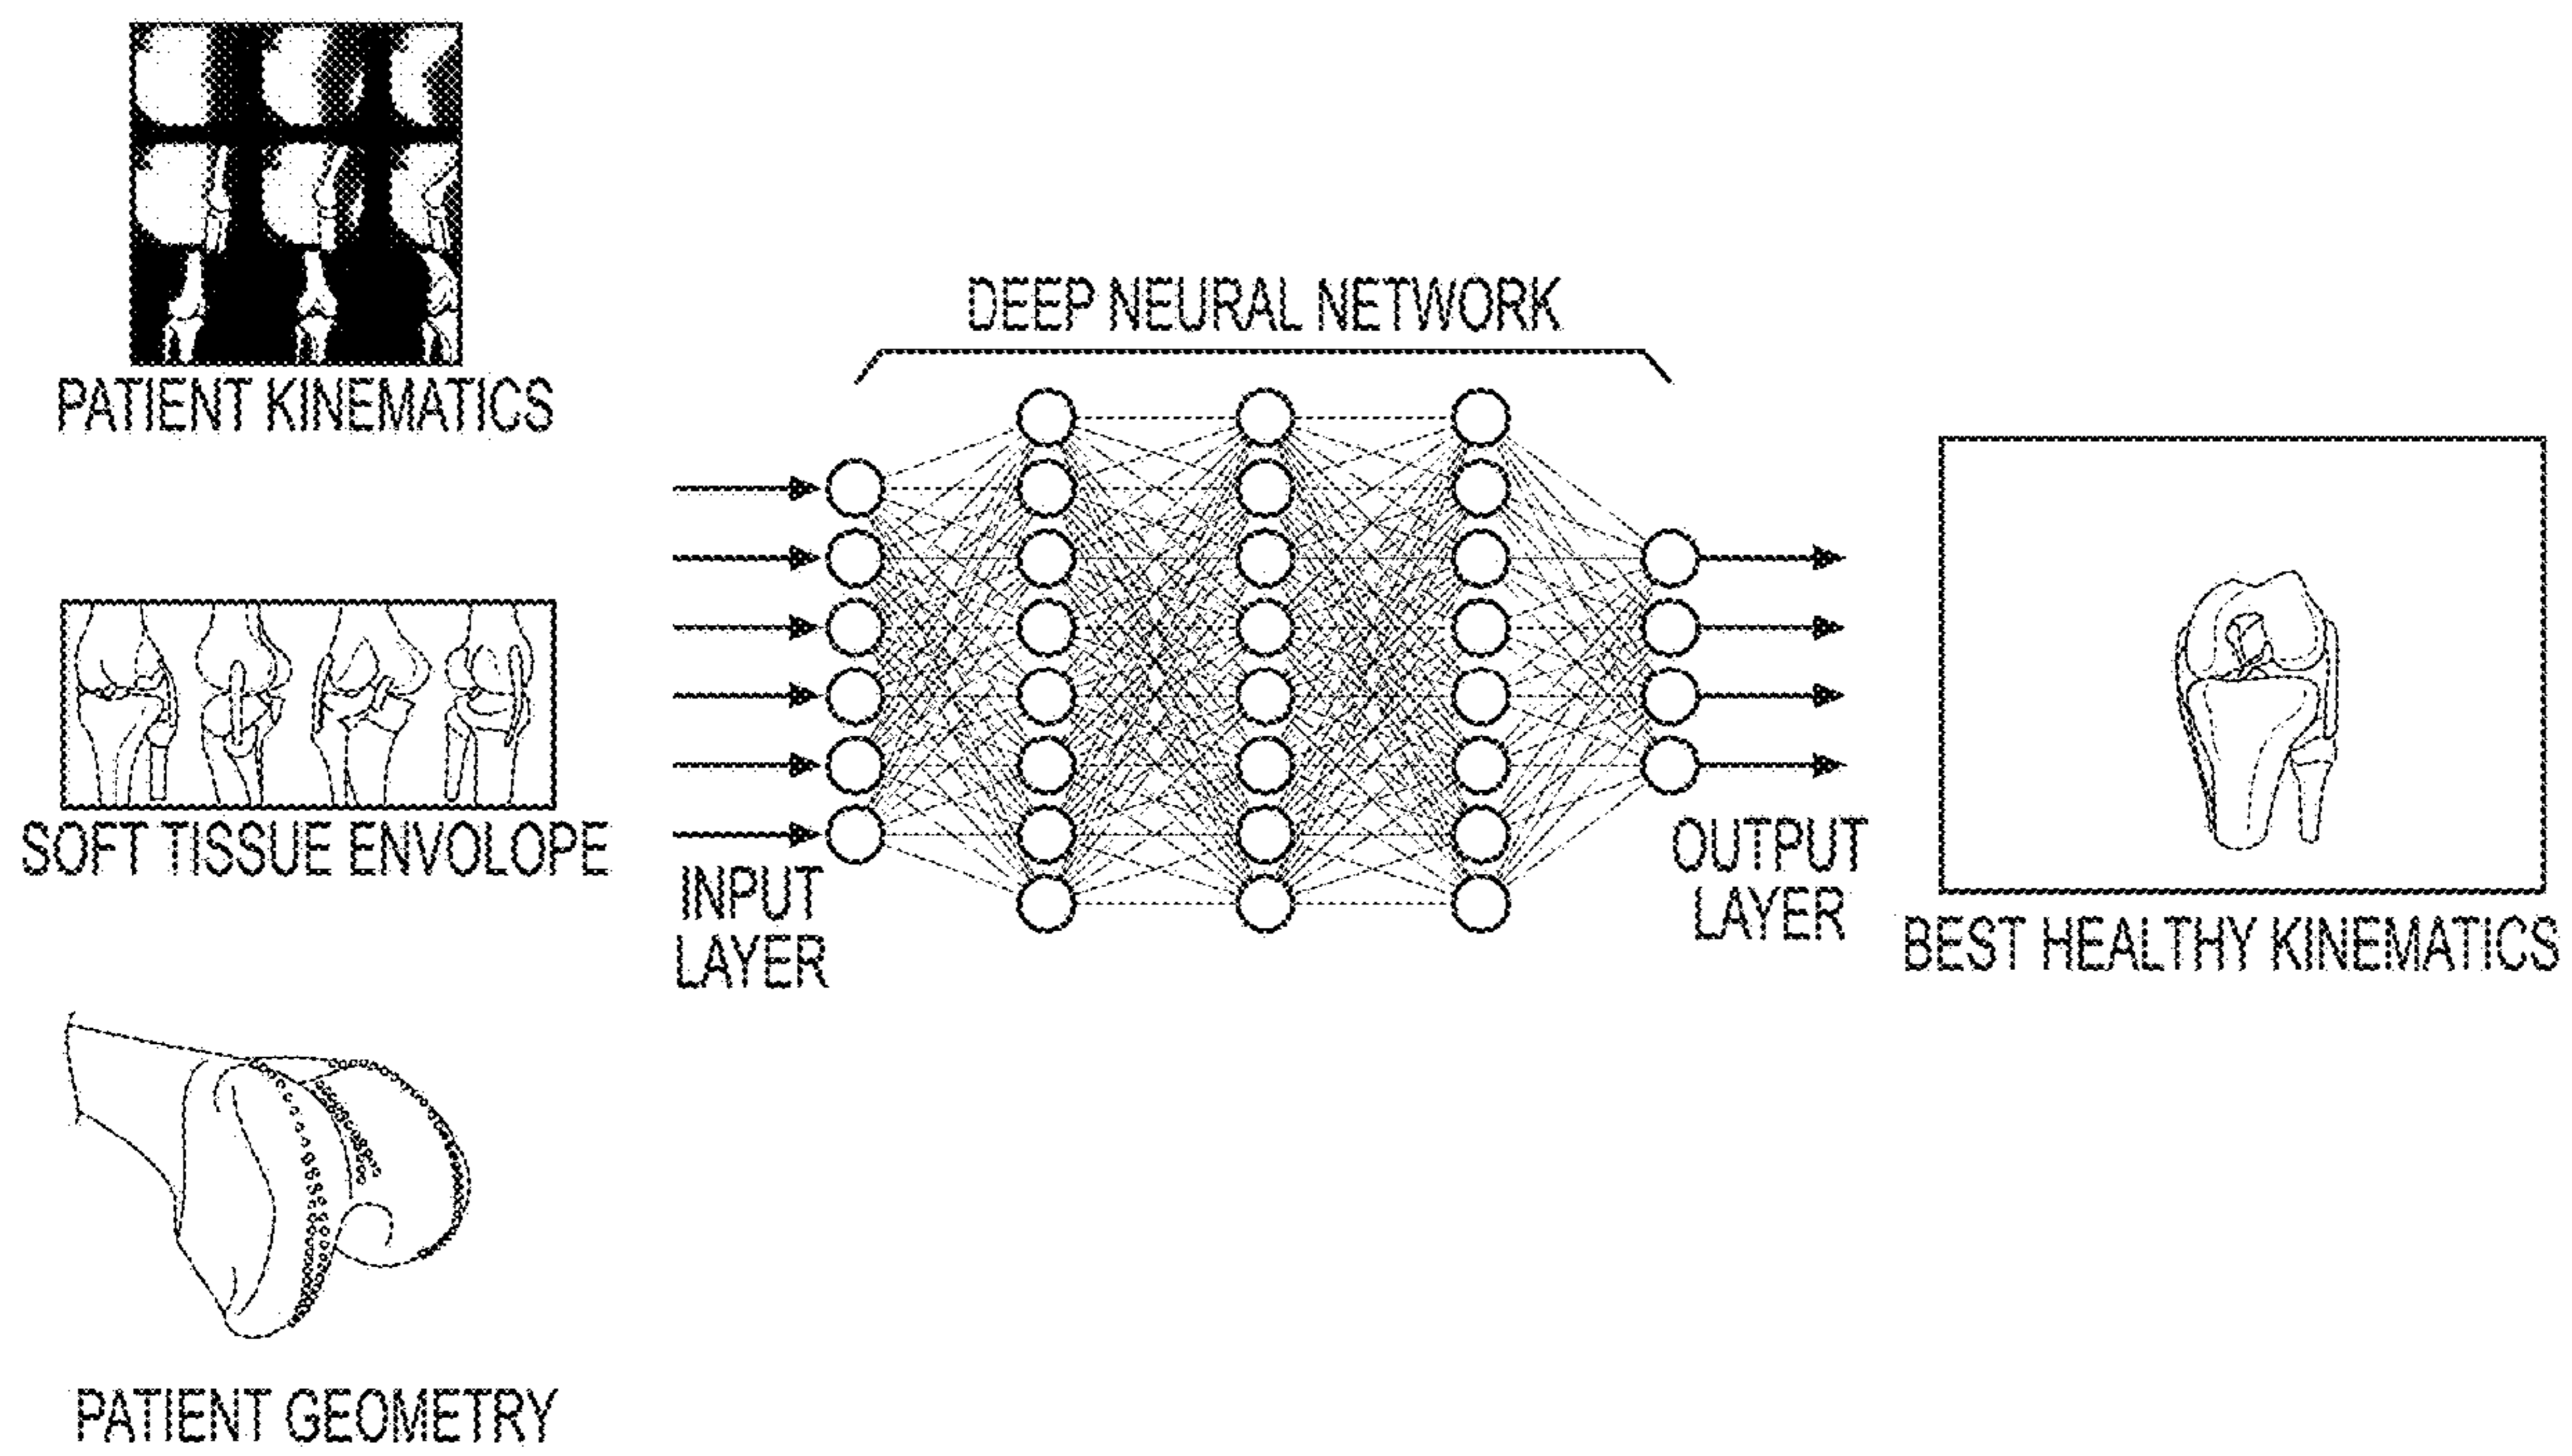 PATIENT KINEMATICS
SOFT TISSUE ENVOLOPE
PATIENT GEOMETRY
DEEP NEURAL NETWORK
INPUT
LAYER
OUTPUT
LAYER
BEST HEALTHY KINEMATICS